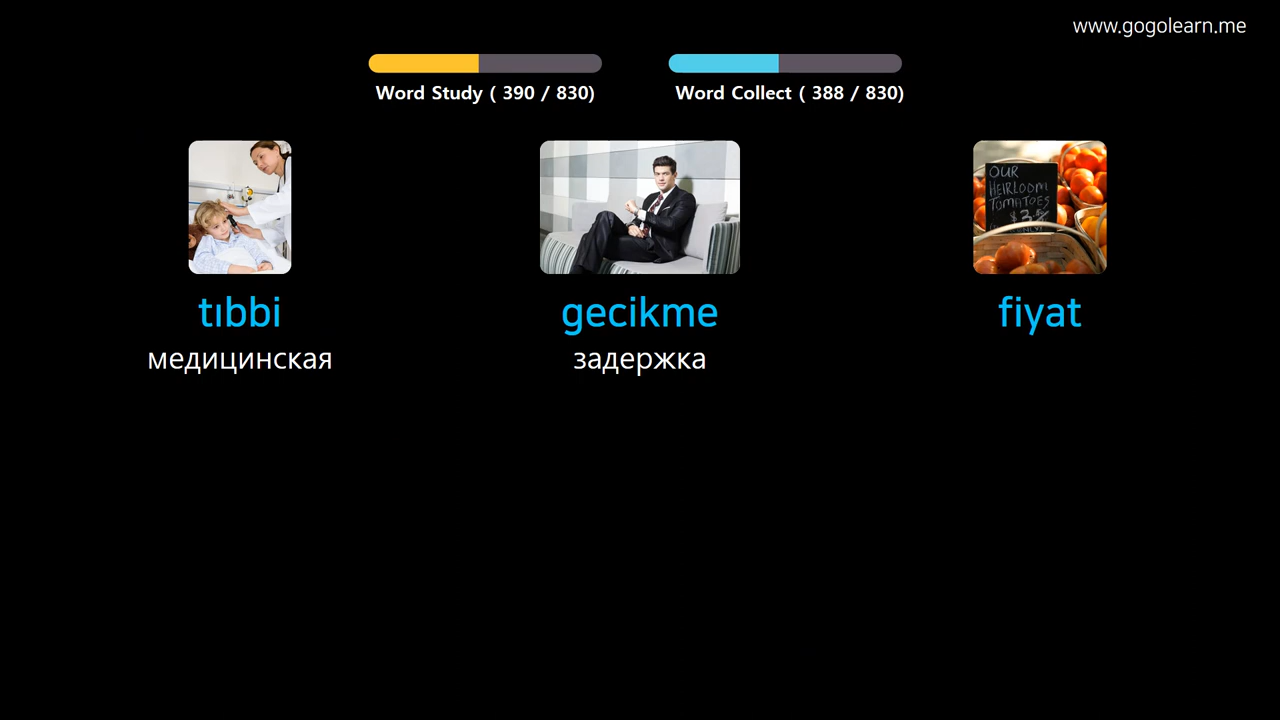 www.gogolearn.me
Word Study ( 390 / 830)
Word Collect ( 388 / 830)
OUR
HEIRLOOM
TOMATOES
tıbbi
gecikme
fiyat
медицинская
задержка